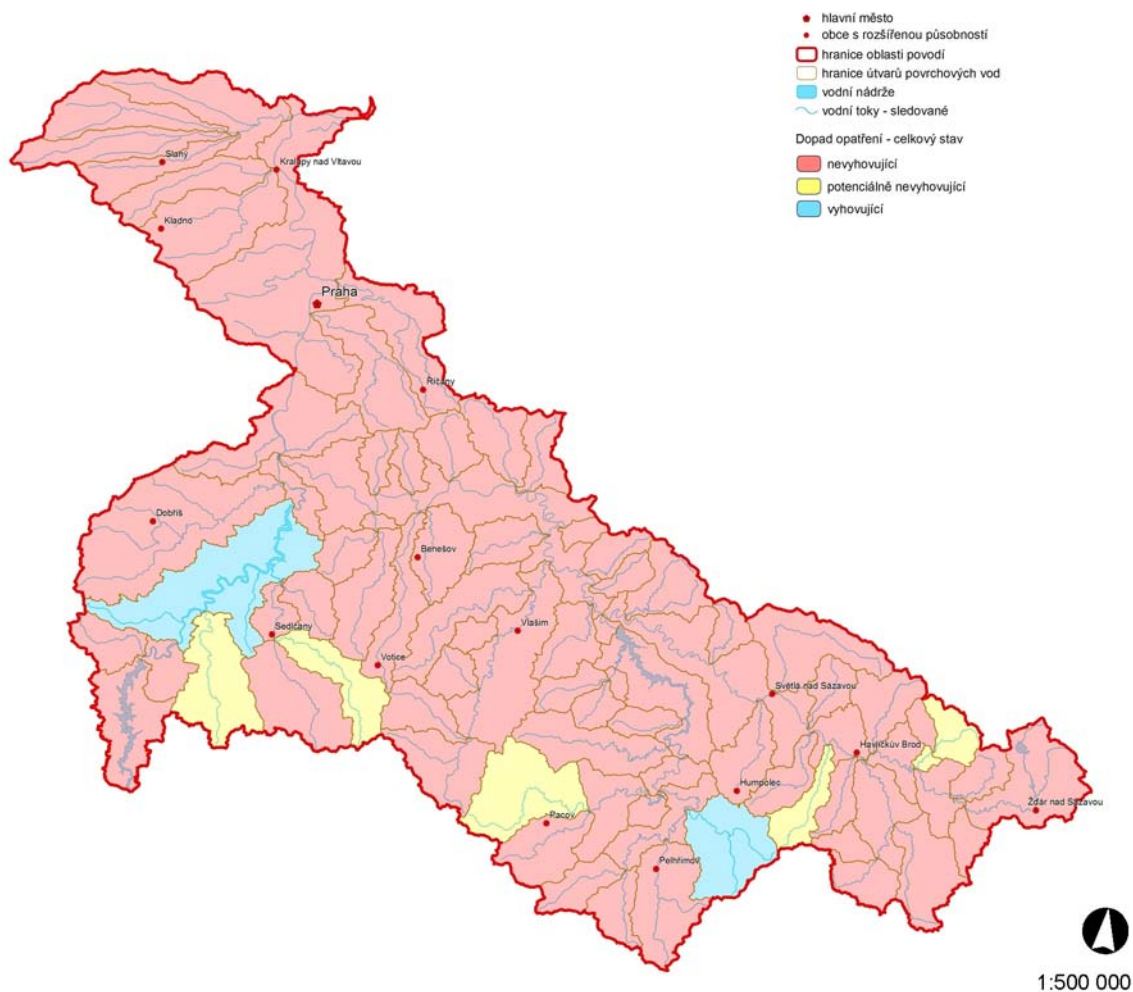 hlavní město
obce s rozšířenou působností
hranice oblasti povodí
hranice útvarů povrchových vod
vodní nádrže
vodní toky - sledované
Dopad opatření - celkový stav
nevyhovující
potenciálně nevyhovující
vyhovující
Slaný
Kralupy nad Vltavou
Kladno
Praha
Říčany
Dobříš
Benešov
Sedlčany
Vlašim
Votice
Světlá nad Sázavou
Havlíčkův Brod
Humpolec
Žďár nad Sázavou
Pacov
Pelhřimov
1:500 000